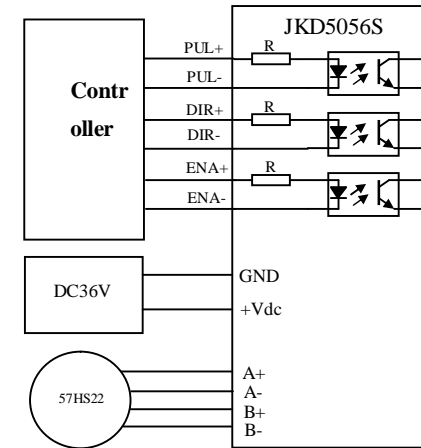 JKD5056S
PUL+
R
PUL-
Contr
oller
DIR+
R
DIR-
ENA+
R
ENA-
DC36V
GND
+Vdc
57HS22
A+
A-
B+
B-